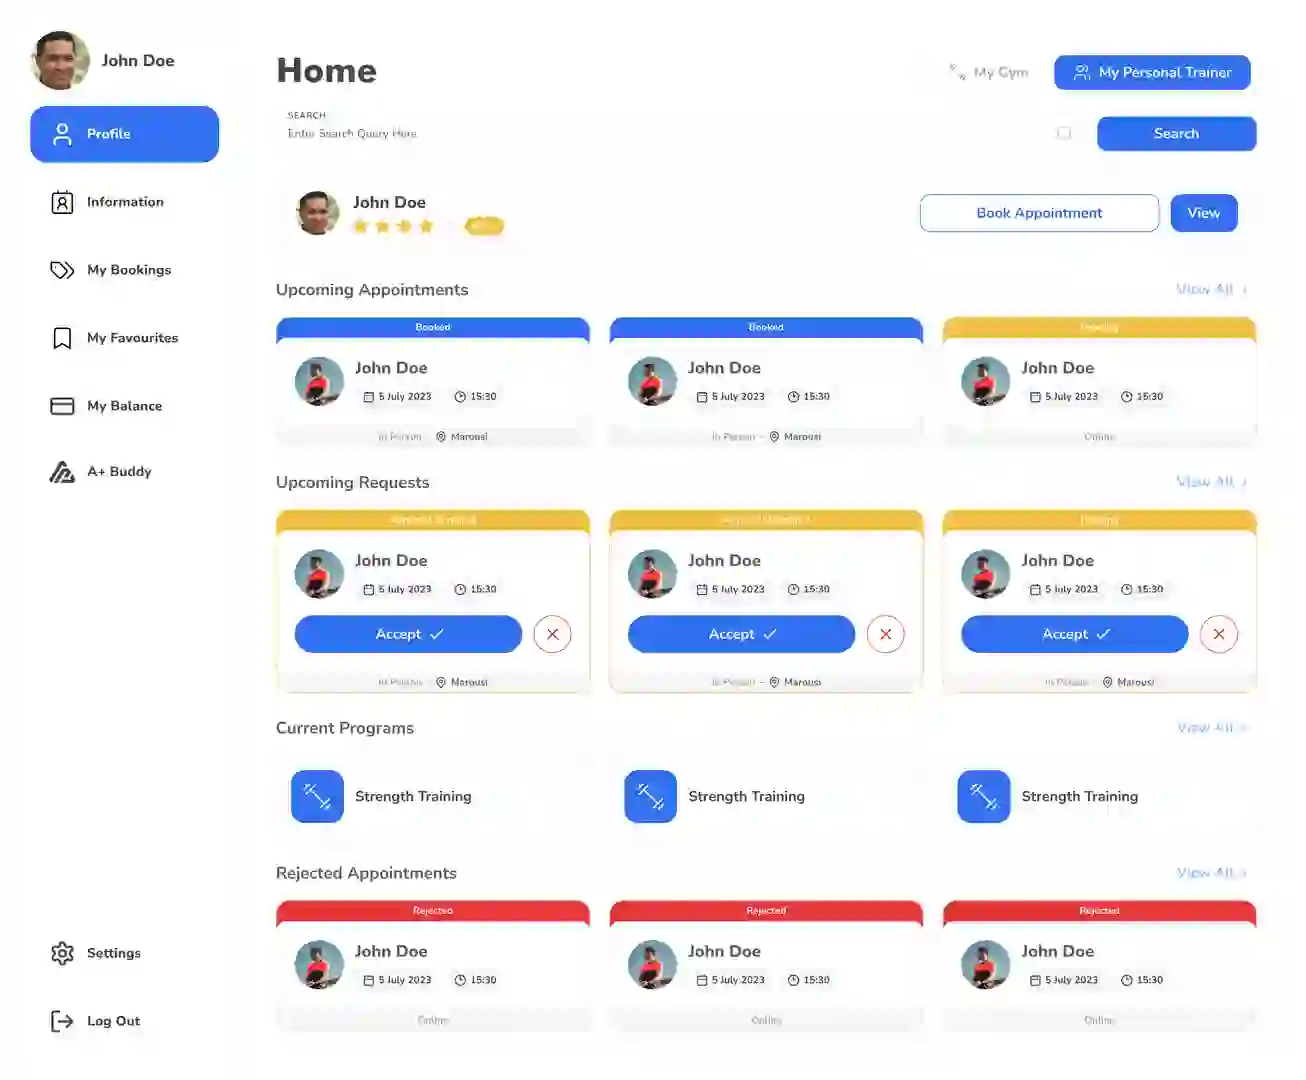 John Doe
Profile
Information
My Bookings
My Favourites
My Balance
A+ Buddy
Settings
Log Out
Home
My Gym
My Personal Trainer
SEARCH
Enter Search Query Here
Search
John Doe
Book Appointment
View
Upcoming Appointments
View All
Booked
John Doe
5 July 2023
15:30
In Person - Marousi
Booked
John Doe
5 July 2023
15:30
In Person - Marousi
Pending
John Doe
5 July 2023
15:30
Online
Upcoming Requests
View All
John Doe
5 July 2023
15:30
Accept
In Person - Marousi
John Doe
5 July 2023
15:30
Accept
In Person - Marousi
Pending
John Doe
5 July 2023
15:30
Accept
In Person - Marousi
Current Programs
View All
Strength Training
Strength Training
Strength Training
Rejected Appointments
View All
Rejected
John Doe
5 July 2023
15:30
Online
Rejected
John Doe
5 July 2023
15:30
Online
Rejected
John Doe
5 July 2023
15:30
Online